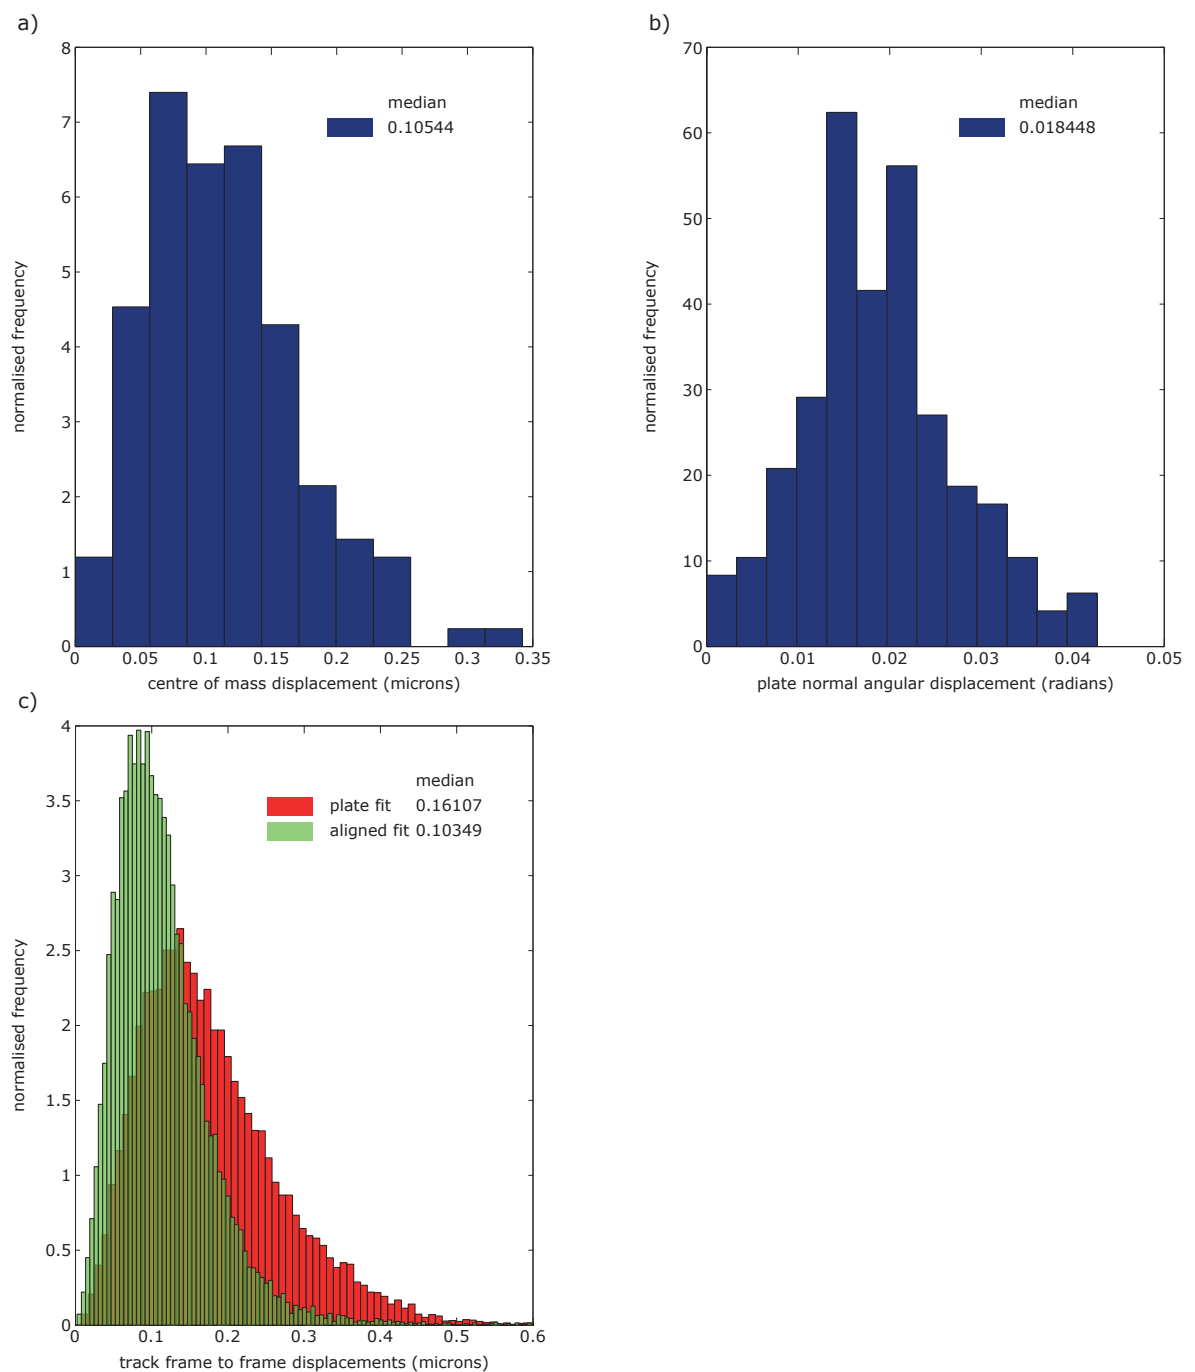 a)
8
7
6
5
4
3
2
1
0
normalised frequency
median
0.10544
0 0.05 0.1 0.15 0.2 0.25 0.3 0.35
centre of mass displacement (microns)
b)
70
60
50
40
30
20
10
0
normalised frequency
median
0.018448
0 0.01 0.02 0.03 0.04 0.05
plate normal angular displacement (radians)
c)
4
3.5
3
2.5
2
1.5
1
0.5
0
normalised frequency
median
plate fit 0.16107
aligned fit 0.10349
0 0.1 0.2 0.3 0.4 0.5 0.6
track frame to frame displacements (microns)